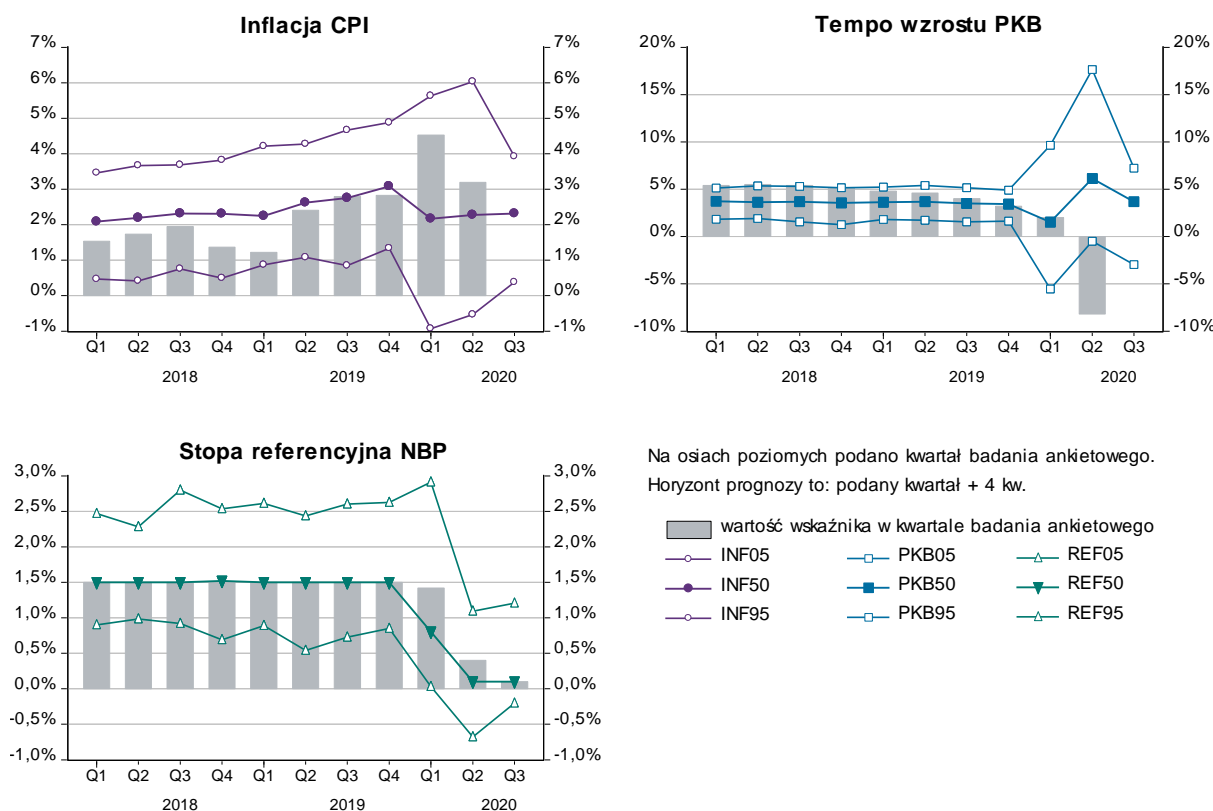 Inflacja CPI
7% 7%
6% 6%
5% 5%
4% 4%
3% 3%
2% 2%
1% 1%
0% 0%
-1% -1%
Q1 Q2 Q3 Q4 Q1 Q2 Q3 Q4 Q1 Q2 Q3
2018 2019 2020
Tempo wzrostu PKB
20% 20%
15% 15%
10% 10%
5% 5%
0% 0%
-5% -5%
-10% -10%
Q1 Q2 Q3 Q4 Q1 Q2 Q3 Q4 Q1 Q2 Q3
2018 2019 2020
Stopa referencyjna NBP
3,0% 3,0%
2,5% 2,5%
2,0% 2,0%
1,5% 1,5%
1,0% 1,0%
0,5% 0,5%
0,0% 0,0%
-0,5% -0,5%
-1,0% -1,0%
Q1 Q2 Q3 Q4 Q1 Q2 Q3 Q4 Q1 Q2 Q3
2018 2019 2020
Na osiach poziomych podano kwartał badania ankietowego.
Horyzont prognozy to: podany kwartał + 4 kw.
wartość wskaźnika w kwartale badania ankietowego
INF05 PKB05 REF05
INF50 PKB50 REF50
INF95 PKB95 REF95